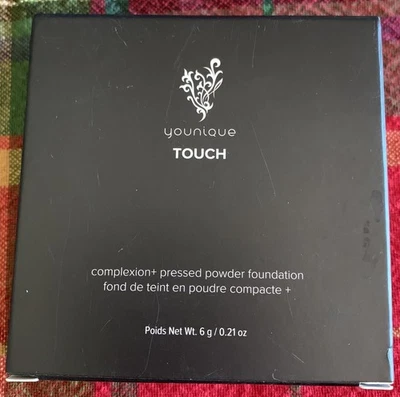 younique
TOUCH
complexion+ pressed powder foundation
fond de teint en poudre compacte +
Poids Net Wt. 6 g / 0.21 oz